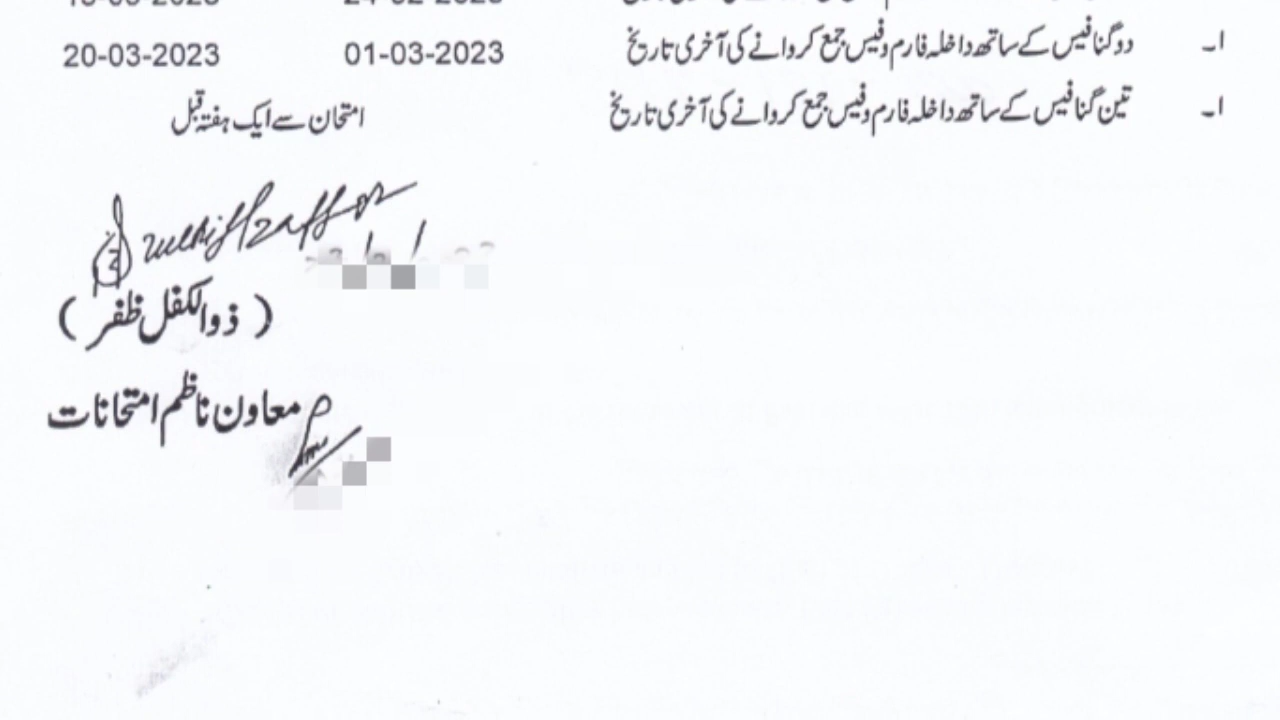 ۱۔ دوگنا فیس کے ساتھ داخلہ فارم و فیس جمع کروانے کی آخری تاریخ 01-03-2023 20-03-2023
۱۔ تین گنا فیس کے ساتھ داخلہ فارم و فیس جمع کروانے کی آخری تاریخ امتحان سے ایک ہفتہ قبل
( ذوالکفل ظفر )
معاون ناظم امتحانات